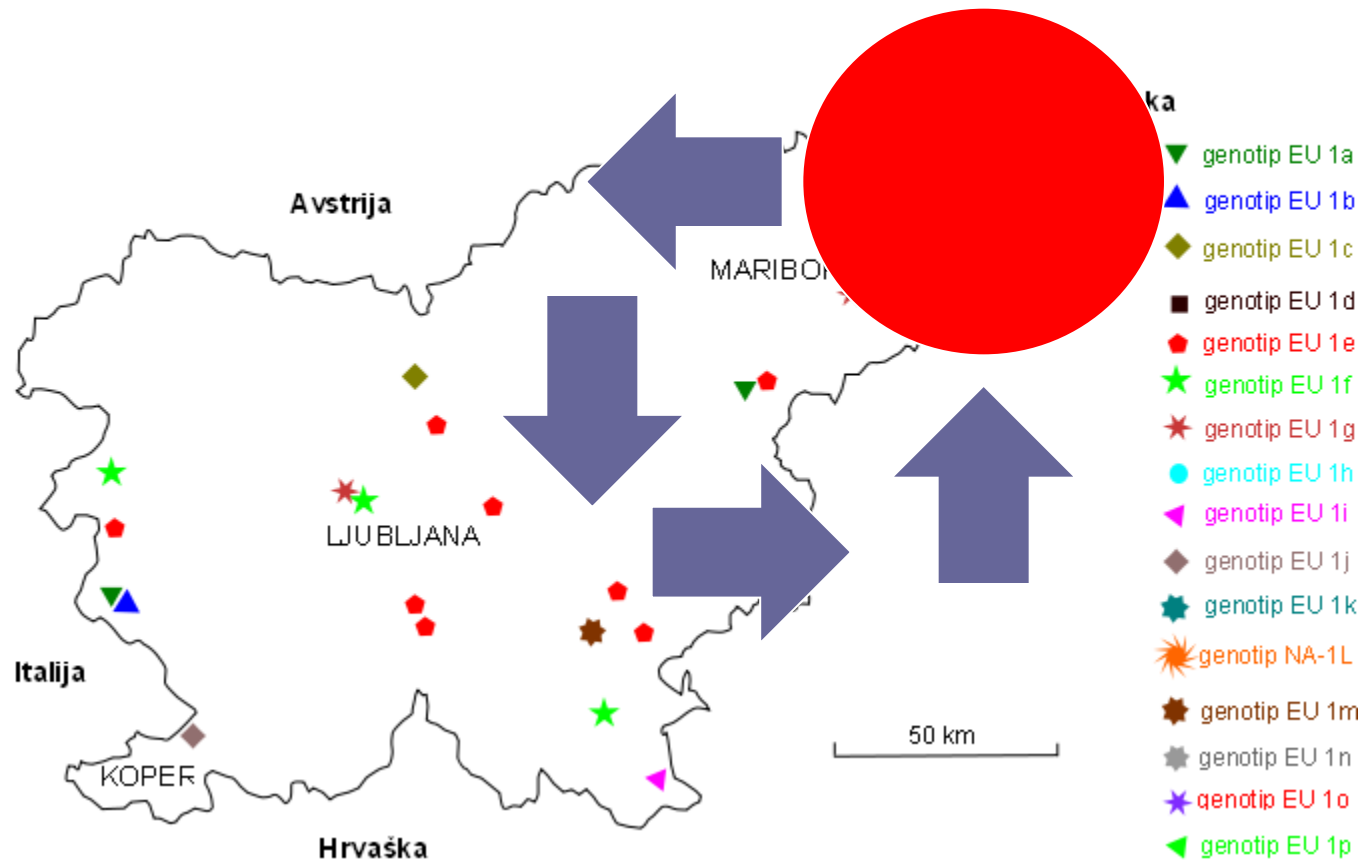 ka
Avstrija
MARIBOR
LJUBLJANA
Italija
KOPER
Hrvaška
50 km
genotip EU 1a
genotip EU 1b
genotip EU 1c
genotip EU 1d
genotip EU 1e
genotip EU 1f
genotip EU 1g
genotip EU 1h
genotip EU 1i
genotip EU 1j
genotip EU 1k
genotip NA-1L
genotip EU 1m
genotip EU 1n
genotip EU 1o
genotip EU 1p